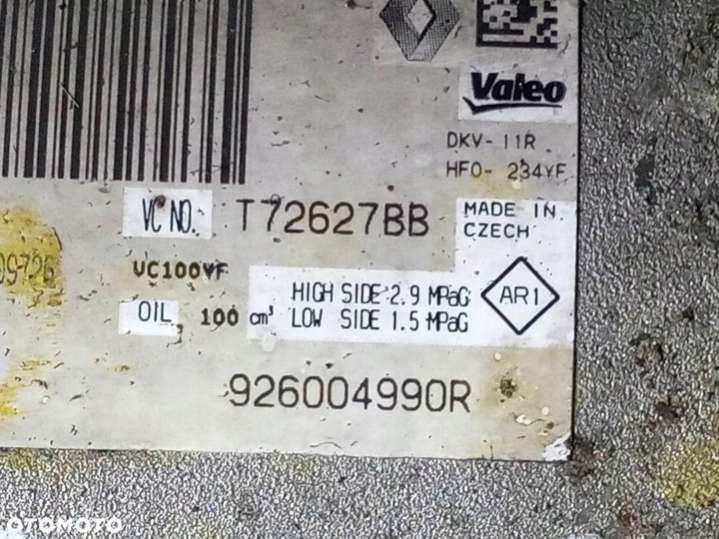 Valeo
DKV-11R
HFO-234YF
VC NO. T72627BB
MADE IN
CZECH
VC100YF
HIGH SIDE 2.9 MPaG
OIL 100 cm³ LOW SIDE 1.5 MPaG
AR1
926004990R
OTOMOTO